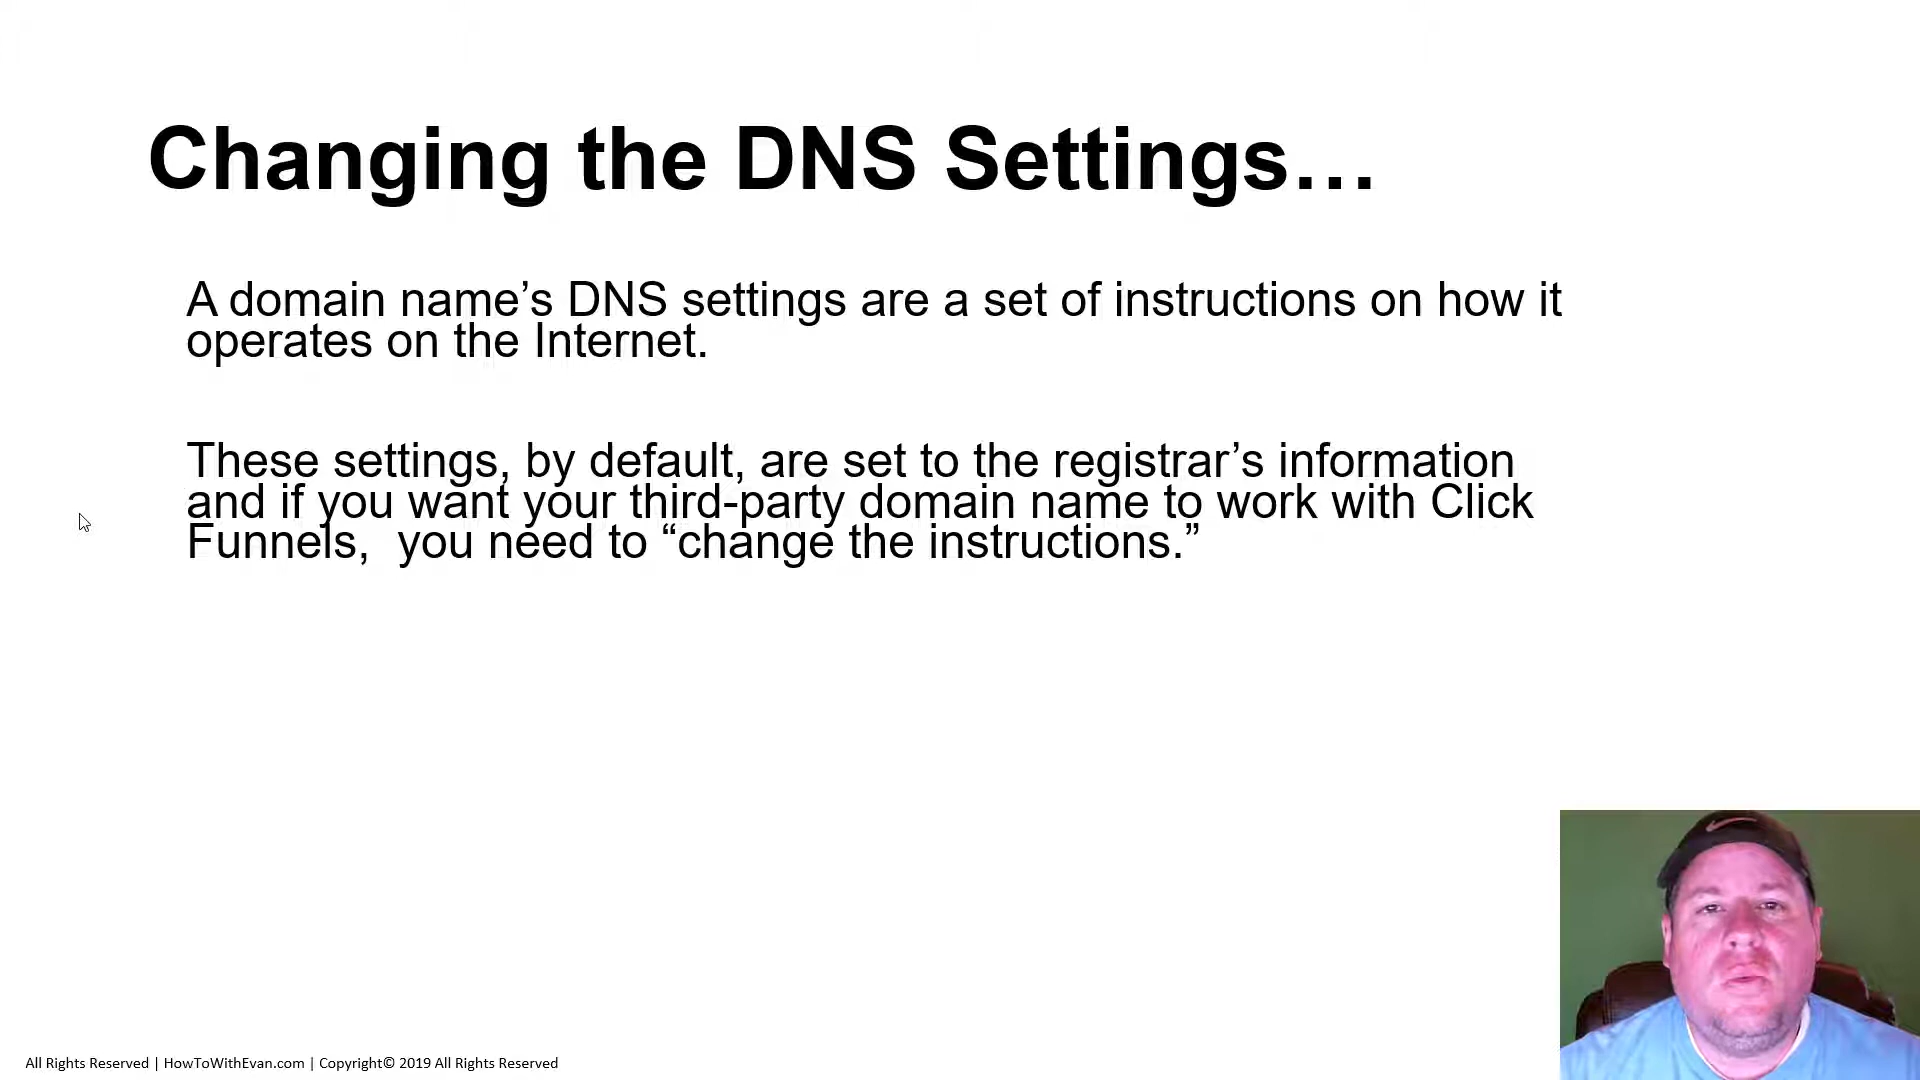 Changing the DNS Settings…
A domain name’s DNS settings are a set of instructions on how it
operates on the Internet.
These settings, by default, are set to the registrar’s information
and if you want your third-party domain name to work with Click
Funnels,  you need to “change the instructions.”
All Rights Reserved | HowToWithEvan.com | Copyright© 2019 All Rights Reserved